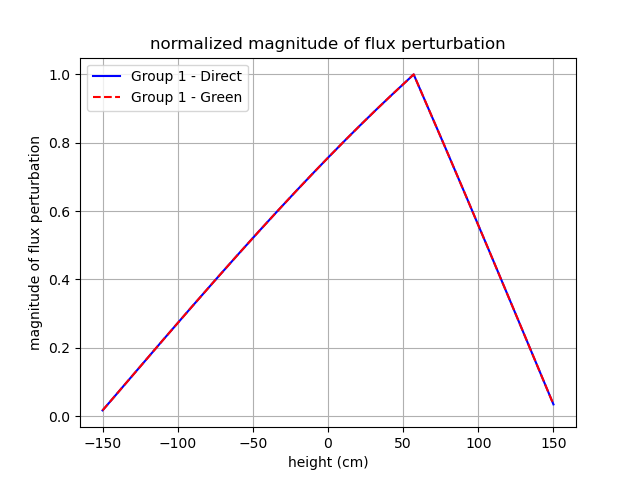 normalized magnitude of flux perturbation
Group 1 - Direct
Group 1 - Green
magnitude of flux perturbation
1.0
0.8
0.6
0.4
0.2
0.0
−150
−100
−50
0
50
100
150
height (cm)